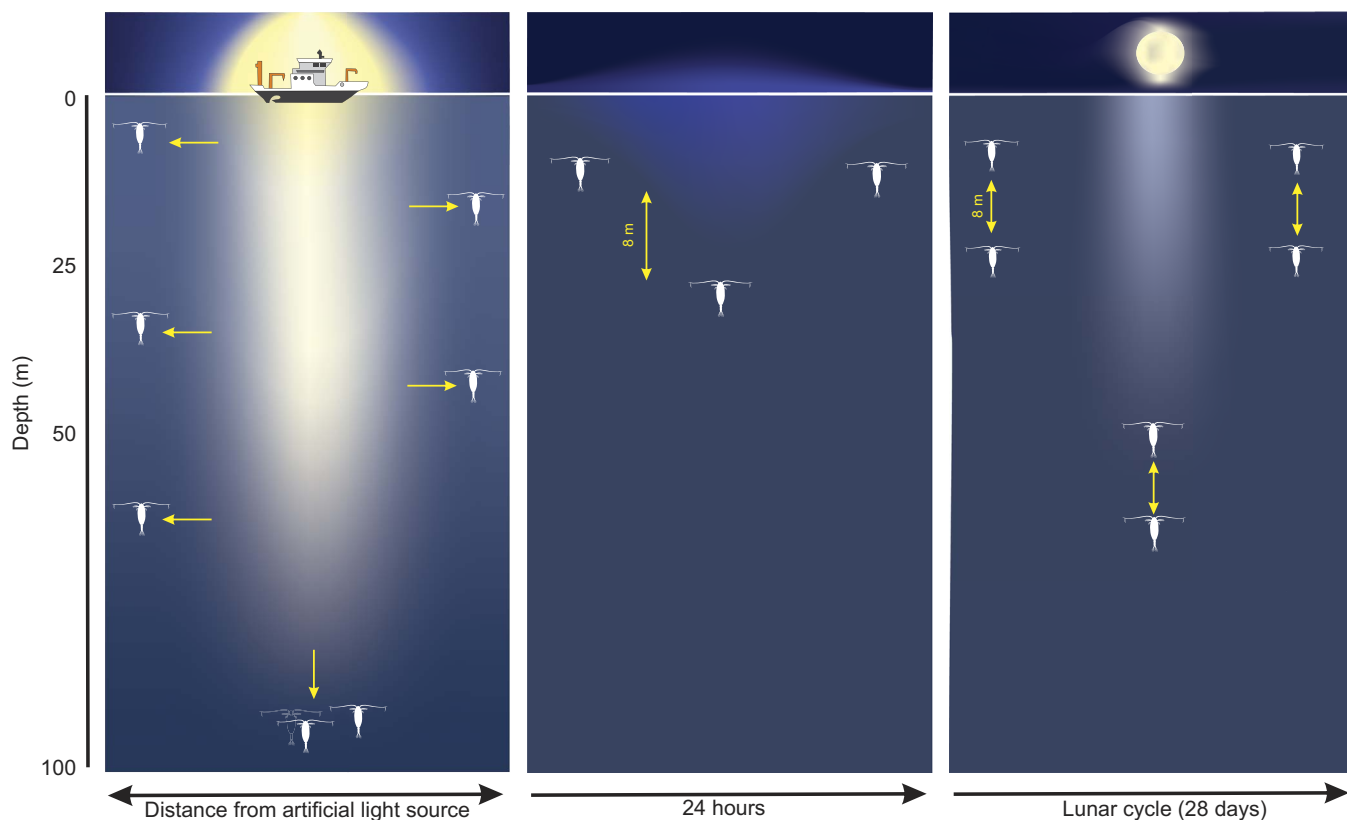 0
25
50
100
Depth (m)
8 m
8 m
Distance from artificial light source
24 hours
Lunar cycle (28 days)